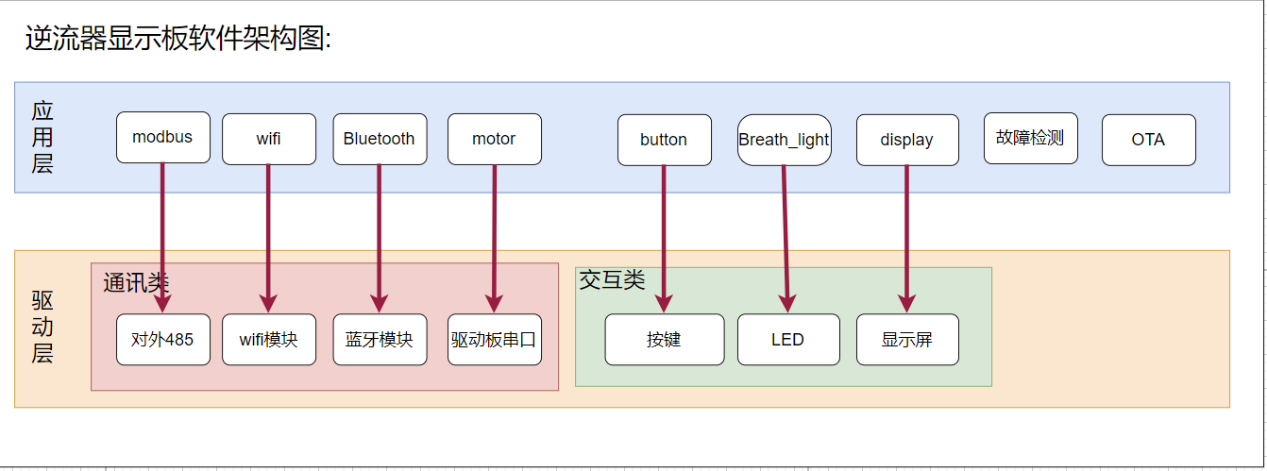 逆流器显示板软件架构图:
应用层
modbus
wifi
Bluetooth
motor
button
Breath_light
display
故障检测
OTA
驱动层
通讯类
对外485
wifi模块
蓝牙模块
驱动板串口
交互类
按键
LED
显示屏